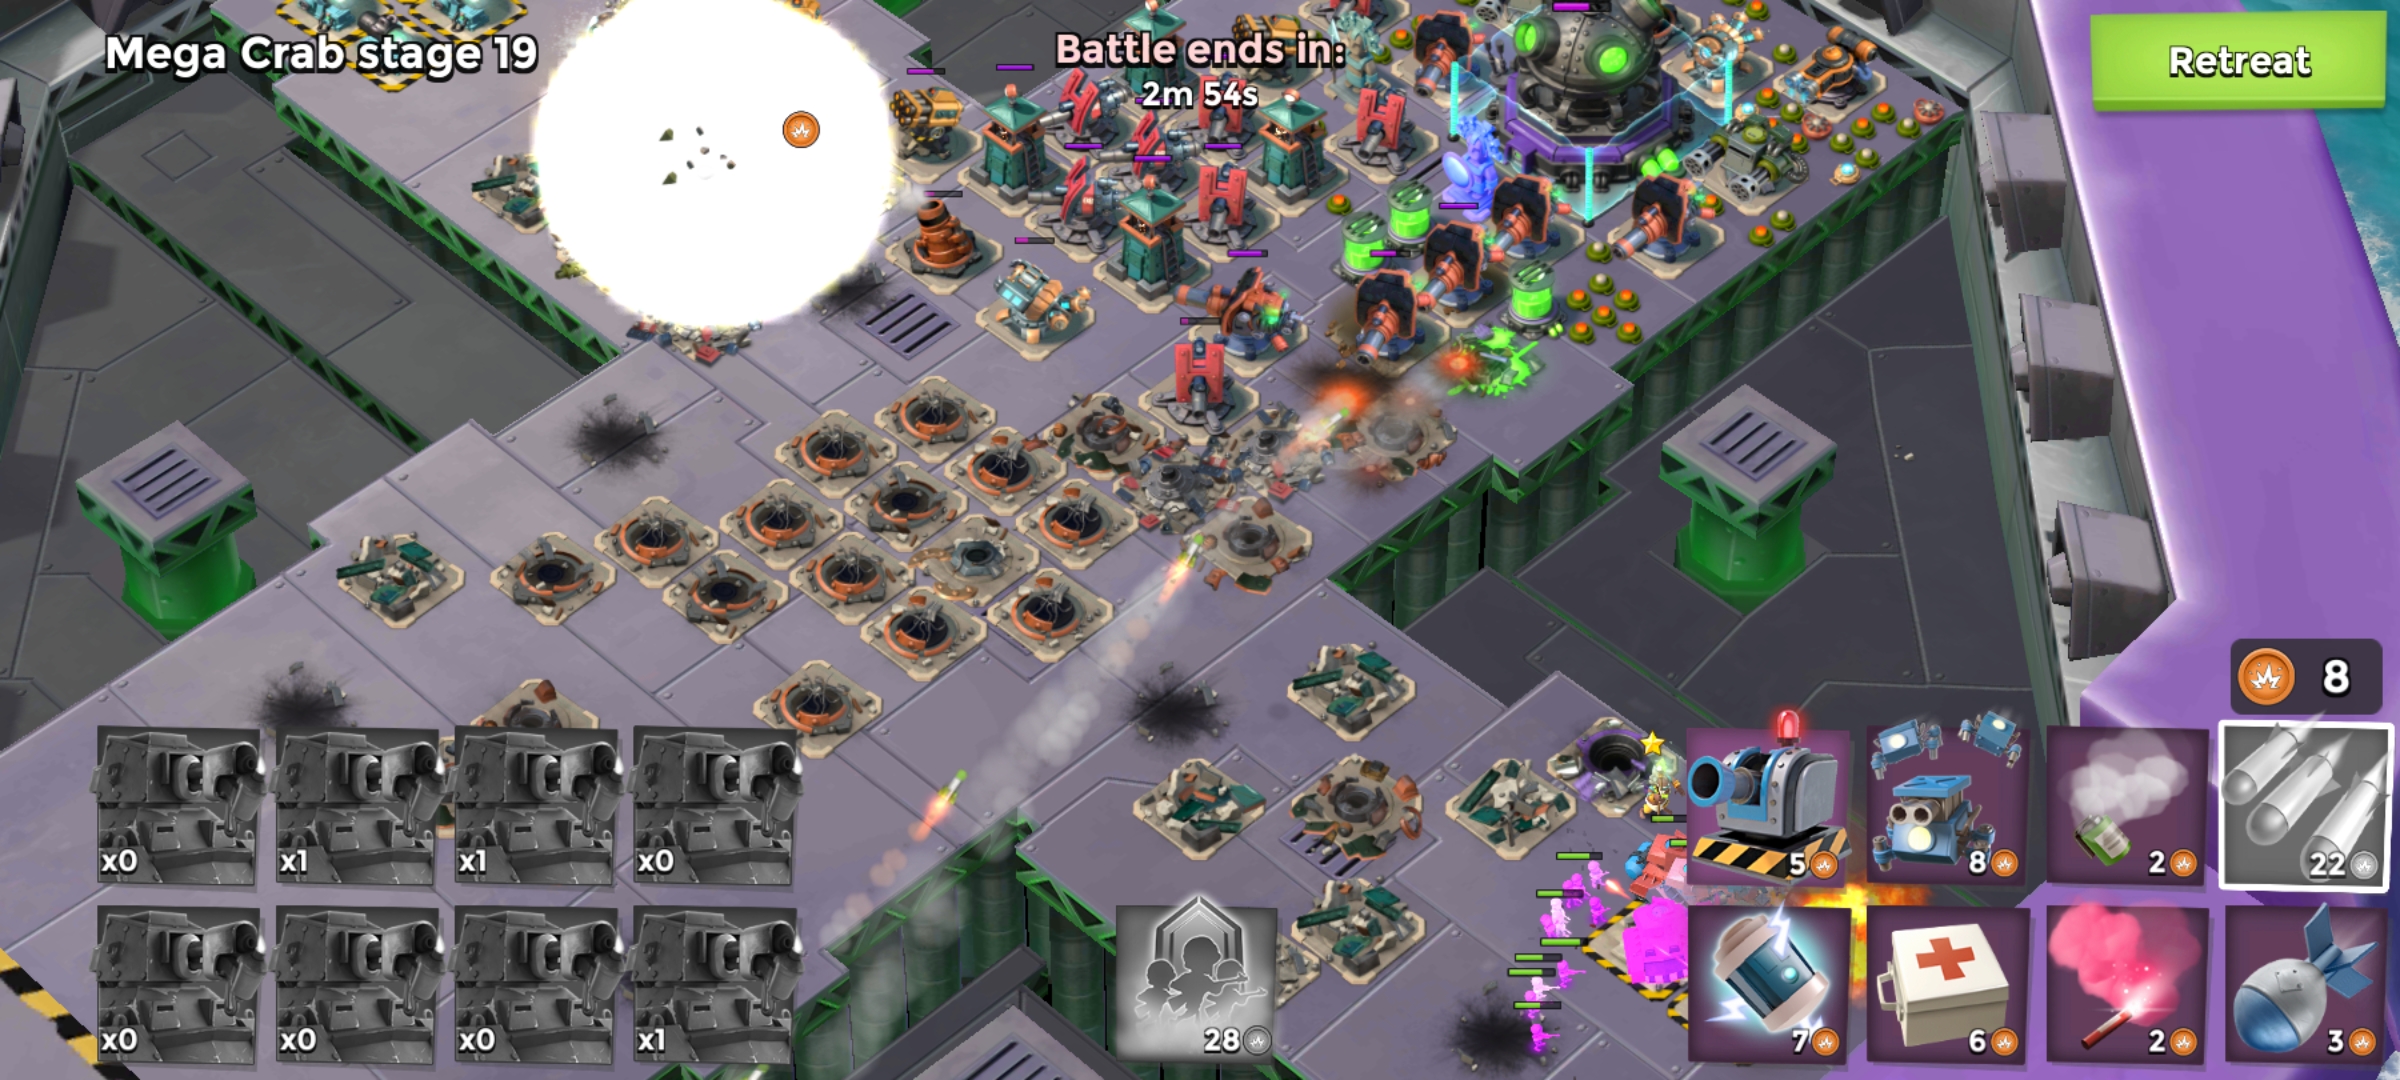 Mega Crab stage 19
Battle ends in:
2m 54s
Retreat
8
x0
x1
x1
x0
5
8
2
22
x0
x0
x0
x1
28
7
6
2
3